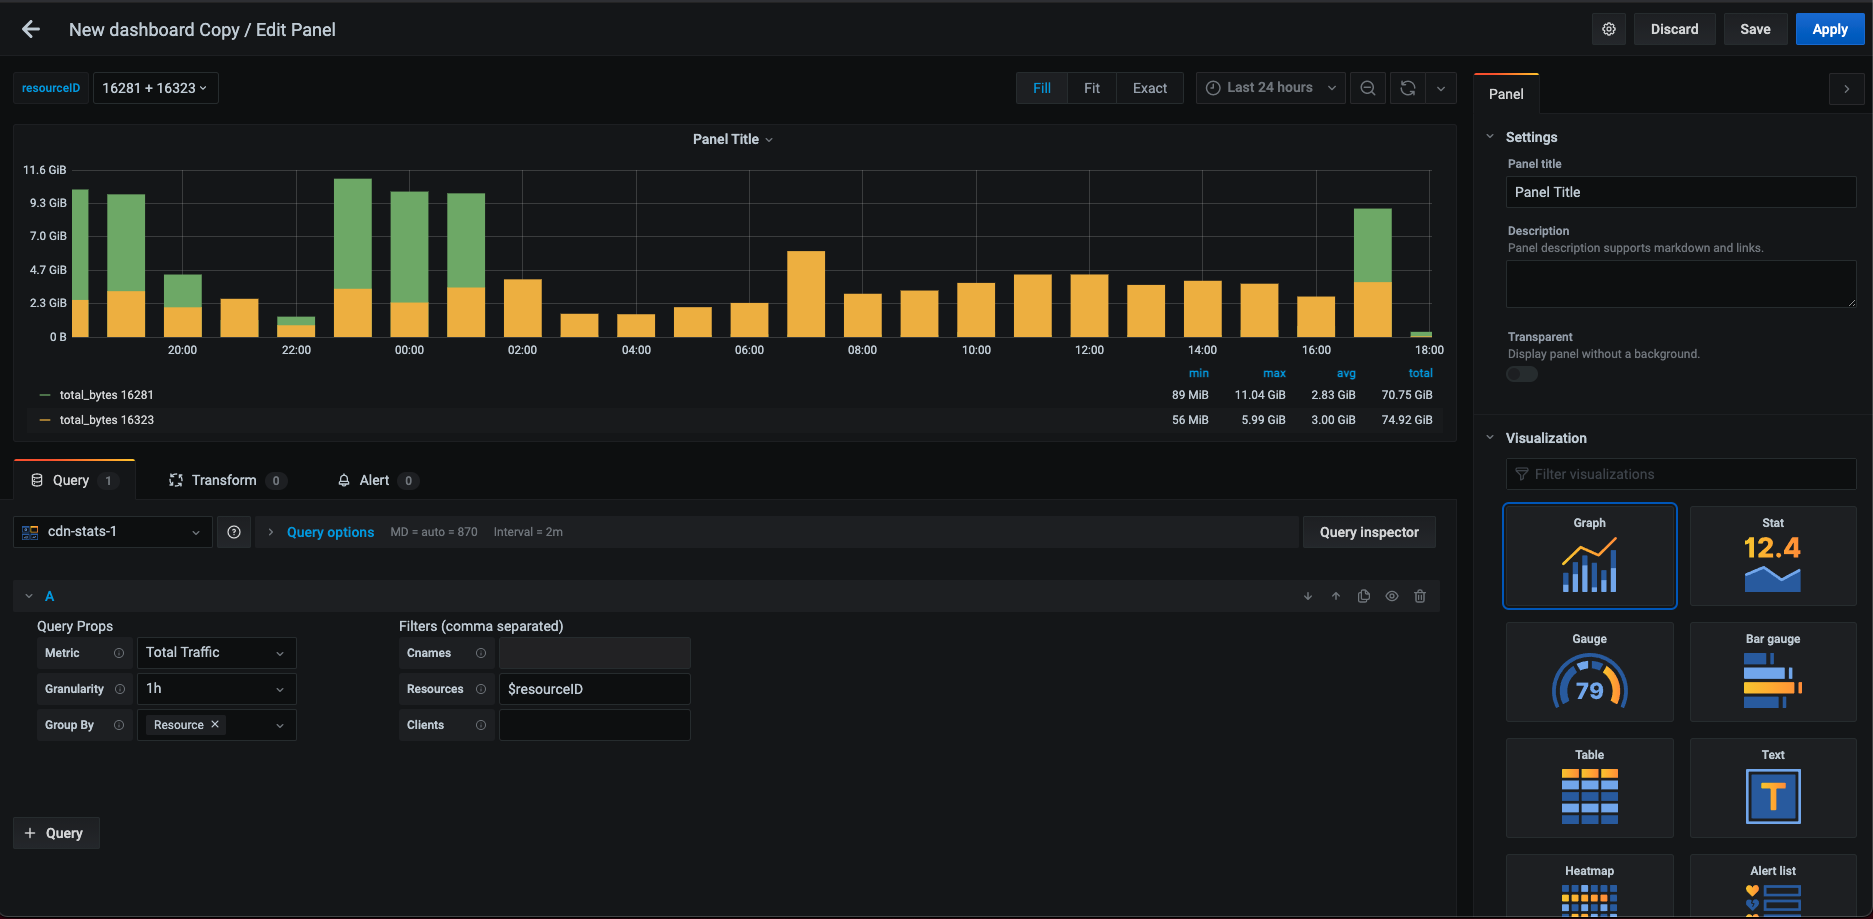 New dashboard Copy / Edit Panel
Discard
Save
Apply
resourceID
16281 + 16323
Fill
Fit
Exact
Last 24 hours
Panel Title
11.6 GiB
9.3 GiB
7.0 GiB
4.7 GiB
2.3 GiB
0 B
20:00
22:00
00:00
02:00
04:00
06:00
08:00
10:00
12:00
14:00
16:00
18:00
min max avg total
total_bytes 16281 89 MiB 11.04 GiB 2.83 GiB 70.75 GiB
total_bytes 16323 56 MiB 5.99 GiB 3.00 GiB 74.92 GiB
Query 1
Transform 0
Alert 0
cdn-stats-1
Query options MD = auto = 870 Interval = 2m
Query inspector
A
Query Props
Metric Total Traffic
Granularity 1h
Group By Resource ×
Filters (comma separated)
Cnames
Resources $resourceID
Clients
+ Query
Panel
Settings
Panel title
Panel Title
Description
Panel description supports markdown and links.
Transparent
Display panel without a background.
Visualization
Filter visualizations
Graph
Stat
12.4
Gauge
79
Bar gauge
Table
Text
T
Heatmap
Alert list